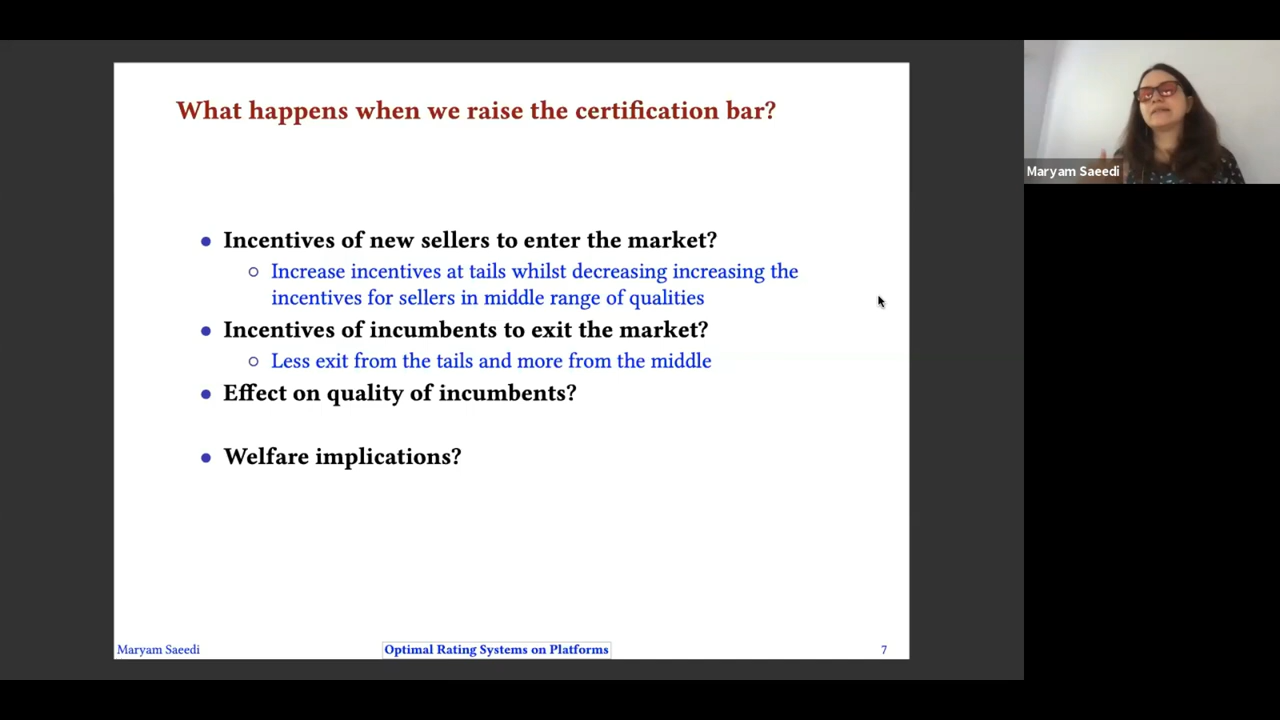 What happens when we raise the certification bar?
Maryam Saeedi
Incentives of new sellers to enter the market?
Increase incentives at tails whilst decreasing increasing the
incentives for sellers in middle range of qualities
Incentives of incumbents to exit the market?
Less exit from the tails and more from the middle
Effect on quality of incumbents?
Welfare implications?
Maryam Saeedi
Optimal Rating Systems on Platforms
7